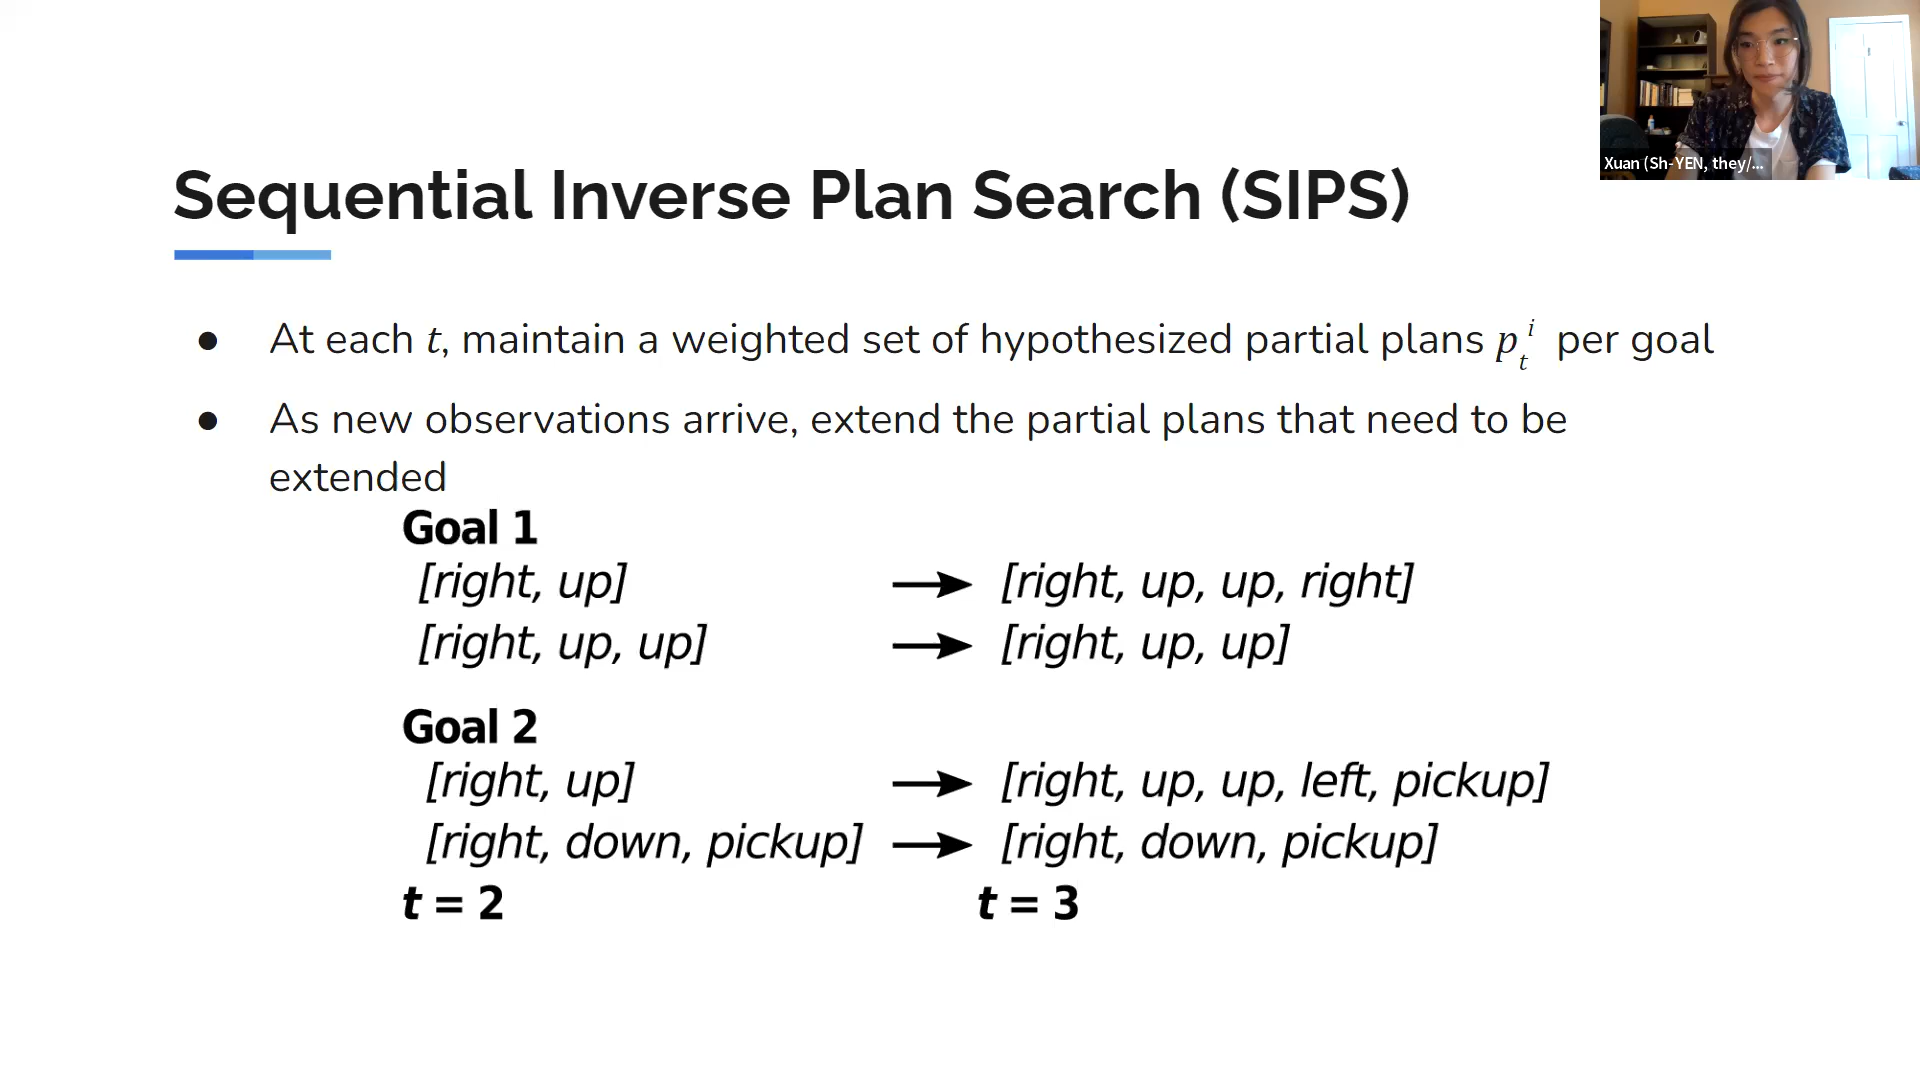 Xuan (Sh-YEN, they/...
Sequential Inverse Plan Search (SIPS)
● At each t, maintain a weighted set of hypothesized partial plans pₜⁱ per goal
● As new observations arrive, extend the partial plans that need to be
extended
Goal 1
[right, up] → [right, up, up, right]
[right, up, up] → [right, up, up]
Goal 2
[right, up] → [right, up, up, left, pickup]
[right, down, pickup] → [right, down, pickup]
t = 2 t = 3